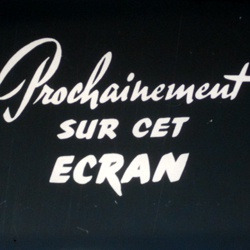 Prochainement
SUR CET
ECRAN